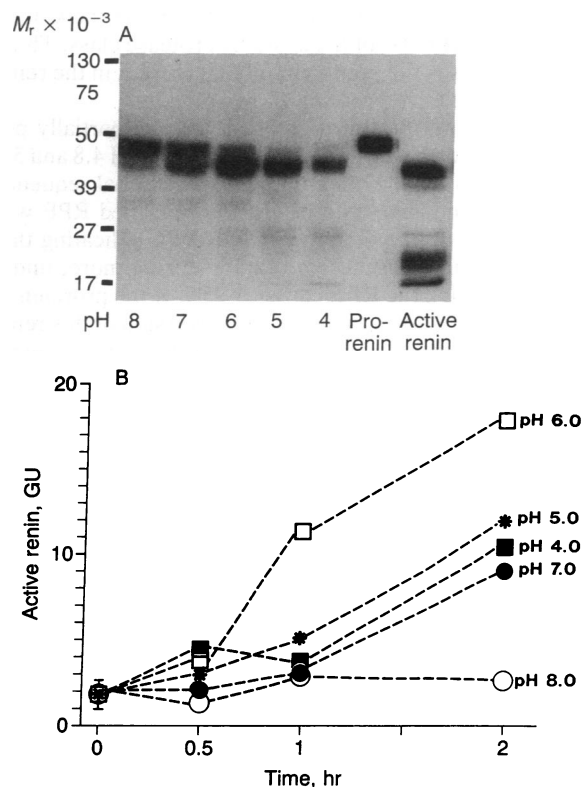 Mr × 10⁻³
A
130
75
50
39
27
17
pH 8 7 6 5 4 Pro-renin Active renin
B
20
10
0
Active renin, GU
pH 6.0
pH 5.0
pH 4.0
pH 7.0
pH 8.0
0 0.5 1 2
Time, hr